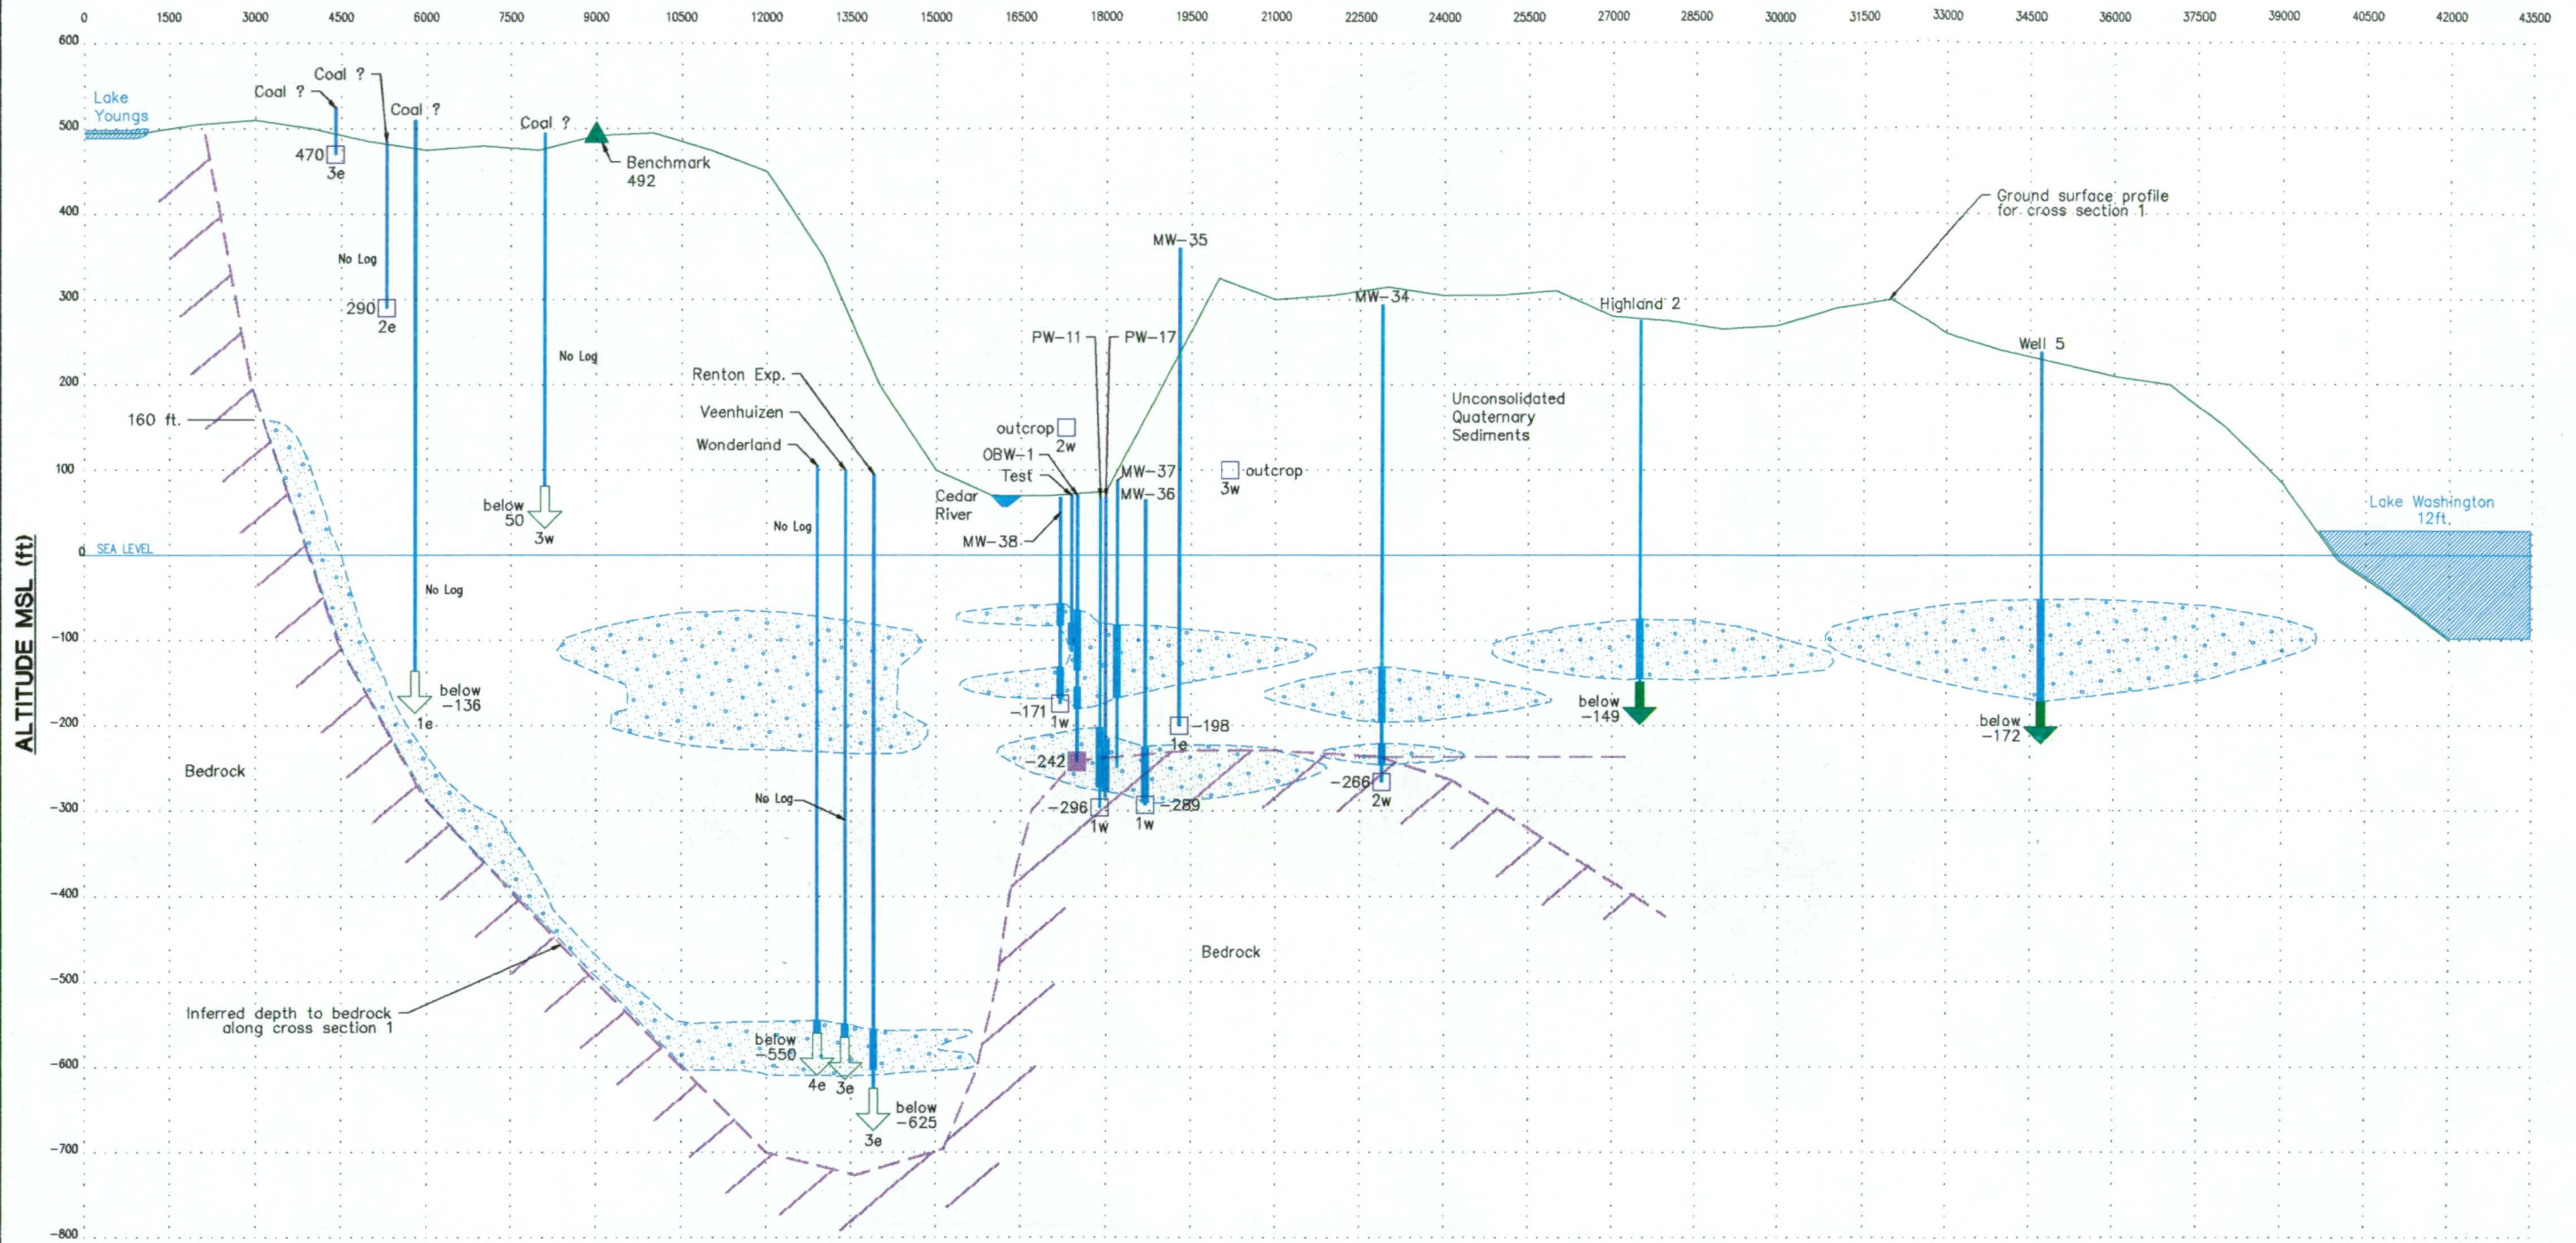 0 1500 3000 4500 6000 7500 9000 10500 12000 13500 15000 16500 18000 19500 21000 22500 24000 25500 27000 28500 30000 31500 33000 34500 36000 37500 39000 40500 42000 43500
600
500
400
300
200
100
0
-100
-200
-300
-400
-500
-600
-700
-800
ALTITUDE MSL (ft)
Lake
Youngs
Coal ?
Coal ?
Coal ?
Coal ?
470
3e
No Log
290
2e
Benchmark
492
No Log
160 ft.
below
50
3w
SEA LEVEL
No Log
below
-136
1e
Bedrock
Inferred depth to bedrock
along cross section 1
Renton Exp.
Veenhuizen
Wonderland
No Log
No Log
below
-550
4e
3e
below
-625
3e
Cedar
River
outcrop
2w
OBW-1
Test
MW-38
PW-11
PW-17
MW-35
MW-37
MW-36
outcrop
3w
-171
1w
-242
-296
1w
-289
1w
-198
1e
MW-34
-266
2w
Bedrock
Unconsolidated
Quaternary
Sediments
Highland 2
below
-149
Ground surface profile
for cross section 1
Well 5
below
-172
Lake Washington
12ft.